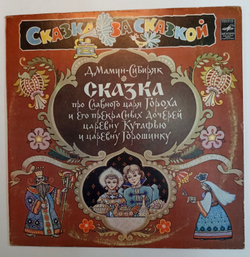 Сказка за сказкой
Д. Мамин-Сибиряк
Сказка
про славного царя Гороха
и его прекрасных дочерей
царевну Кутафью
и царевну Горошинку